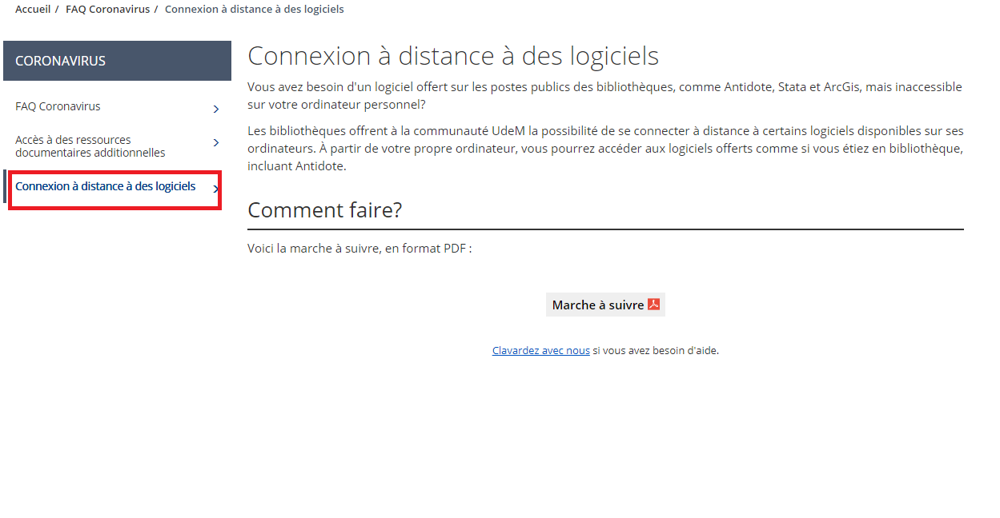 Accueil / FAQ Coronavirus / Connexion à distance à des logiciels
CORONAVIRUS
FAQ Coronavirus
Accès à des ressources
documentaires additionnelles
Connexion à distance à des logiciels
Connexion à distance à des logiciels
Vous avez besoin d'un logiciel offert sur les postes publics des bibliothèques, comme Antidote, Stata et ArcGis, mais inaccessible
sur votre ordinateur personnel?
Les bibliothèques offrent à la communauté UdeM la possibilité de se connecter à distance à certains logiciels disponibles sur ses
ordinateurs. À partir de votre propre ordinateur, vous pourrez accéder aux logiciels offerts comme si vous étiez en bibliothèque,
incluant Antidote.
Comment faire?
Voici la marche à suivre, en format PDF :
Marche à suivre
Clavardez avec nous si vous avez besoin d'aide.